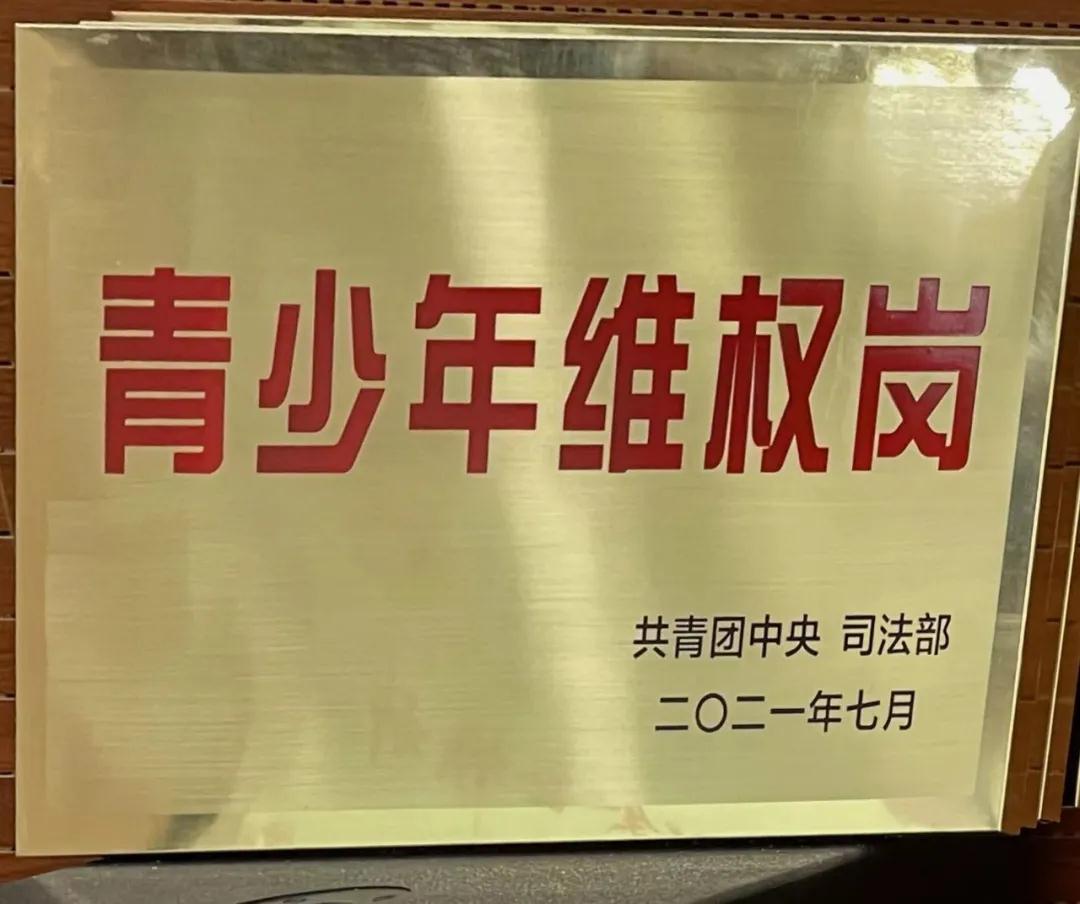 青少年维权岗
共青团中央 司法部
二〇二一年七月